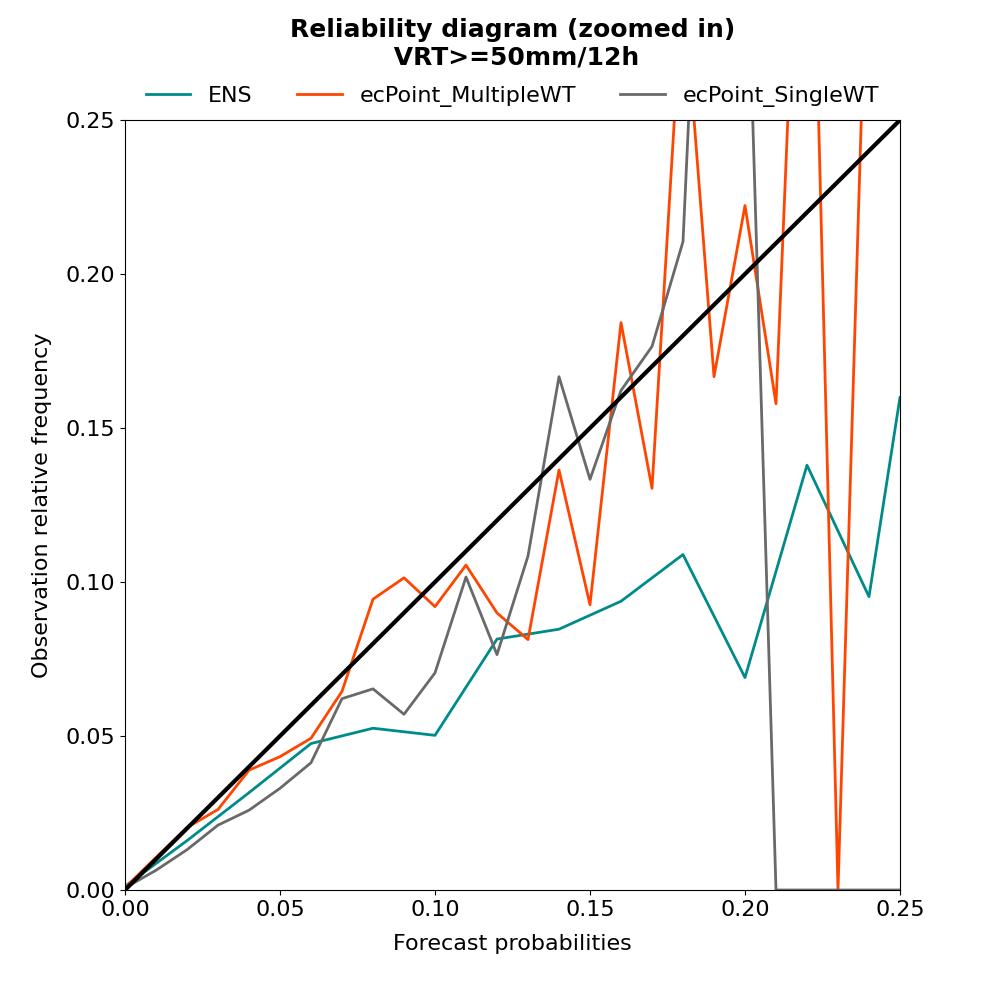 Reliability diagram (zoomed in)
VRT>=50mm/12h
ENS ecPoint_MultipleWT ecPoint_SingleWT
0.25
0.20
0.15
0.10
0.05
0.00
Observation relative frequency
0.00 0.05 0.10 0.15 0.20 0.25
Forecast probabilities